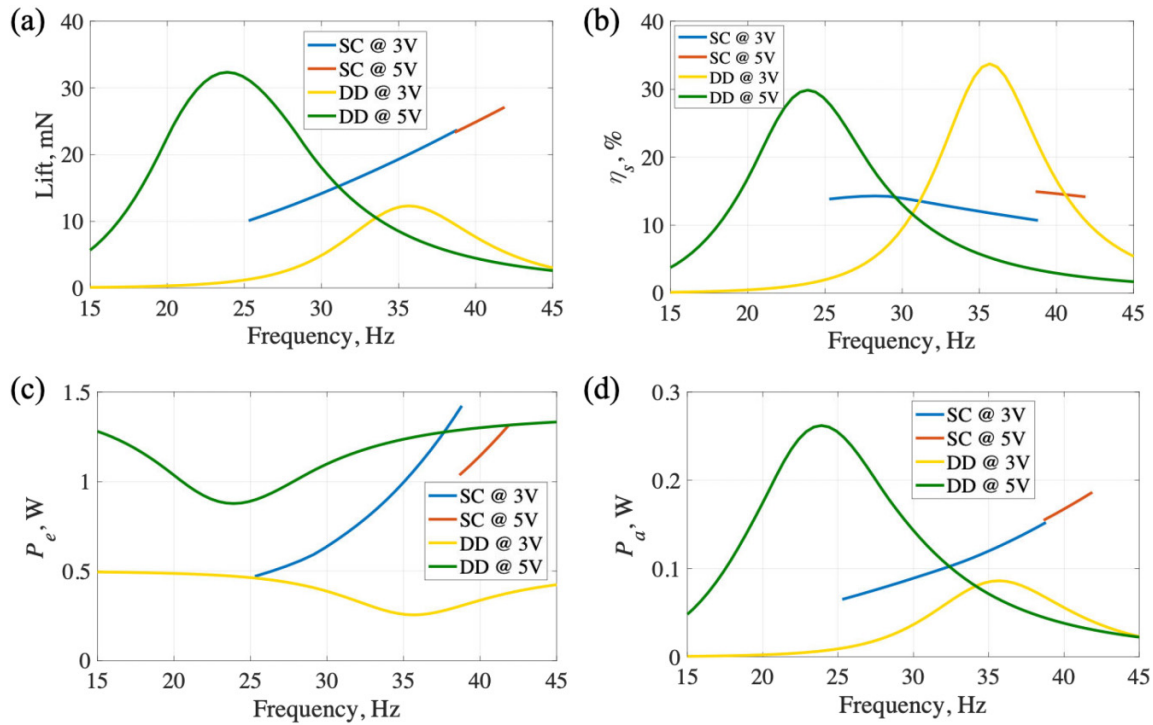 (a)
40
30
20
10
0
Lift, mN
SC @ 3V
SC @ 5V
DD @ 3V
DD @ 5V
15 20 25 30 35 40 45
Frequency, Hz
(b)
40
30
20
10
0
ηs, %
SC @ 3V
SC @ 5V
DD @ 3V
DD @ 5V
15 20 25 30 35 40 45
Frequency, Hz
(c)
1.5
1
0.5
0
Pe, W
SC @ 3V
SC @ 5V
DD @ 3V
DD @ 5V
15 20 25 30 35 40 45
Frequency, Hz
(d)
0.3
0.2
0.1
0
Pa, W
SC @ 3V
SC @ 5V
DD @ 3V
DD @ 5V
15 20 25 30 35 40 45
Frequency, Hz